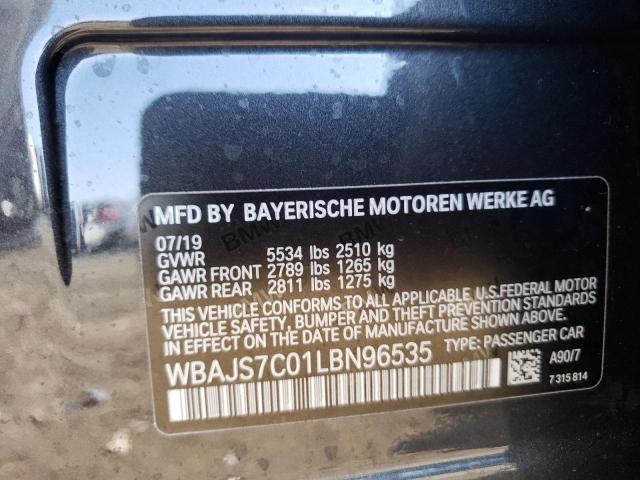 MFD BY BAYERISCHE MOTOREN WERKE AG
07/19
GVWR 5534 lbs 2510 kg
GAWR FRONT 2789 lbs 1265 kg
GAWR REAR 2811 lbs 1275 kg
THIS VEHICLE CONFORMS TO ALL APPLICABLE U.S.FEDERAL MOTOR
VEHICLE SAFETY, BUMPER AND THEFT PREVENTION STANDARDS
IN EFFECT ON THE DATE OF MANUFACTURE SHOWN ABOVE.
WBAJS7C01LBN96535 TYPE: PASSENGER CAR
A90/7
7 315 814